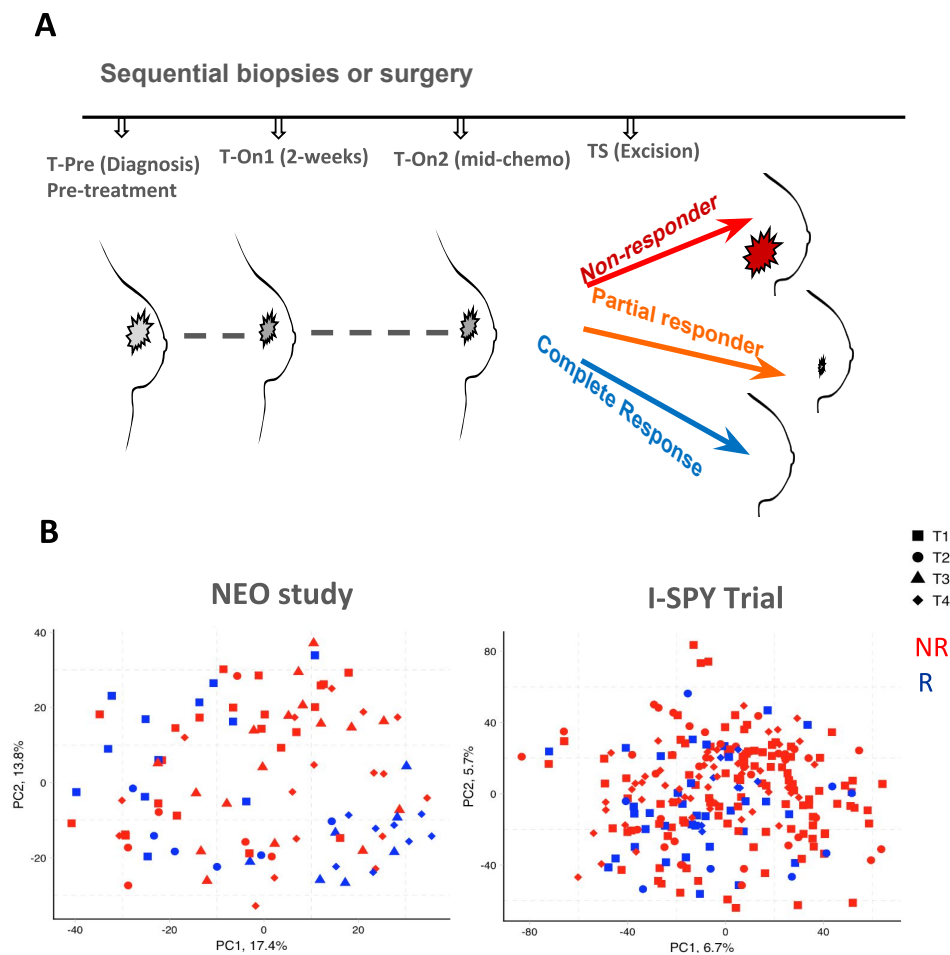 A
Sequential biopsies or surgery
T-Pre (Diagnosis)
Pre-treatment
T-On1 (2-weeks)
T-On2 (mid-chemo)
TS (Excision)
Non-responder
Partial responder
Complete Response
B
NEO study
I-SPY Trial
T1
T2
T3
T4
NR
R
PC2, 13.8%
40
20
0
-20
-40
-20
0
20
PC1, 17.4%
PC2, 5.7%
80
40
0
-40
-80
-40
0
40
PC1, 6.7%